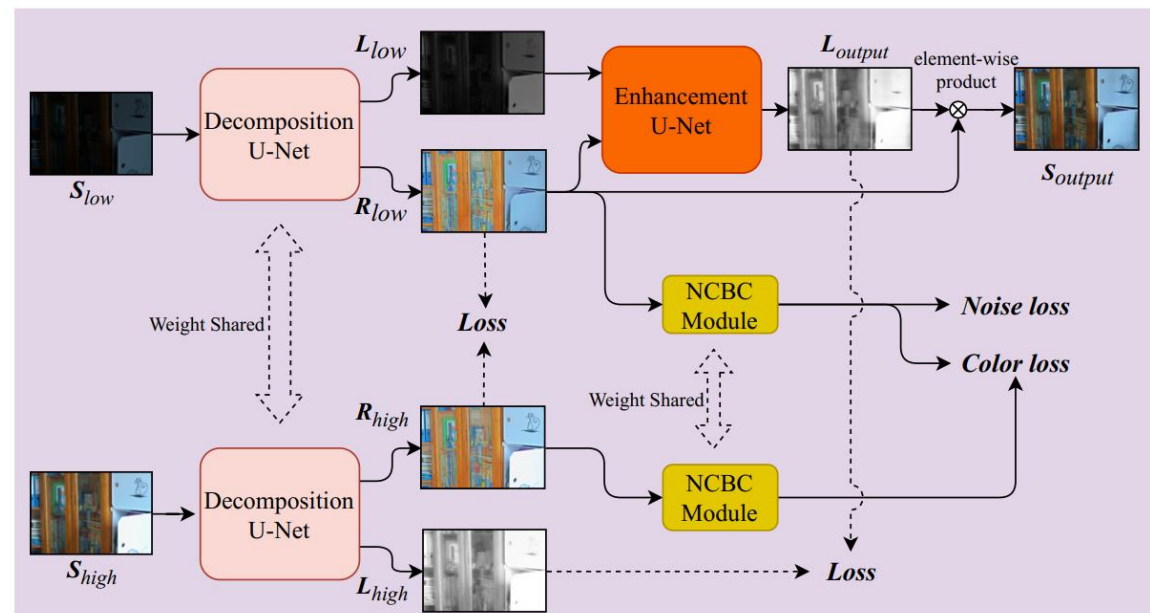 L_low
L_output
element-wise
product
Decomposition
U-Net
Enhancement
U-Net
S_low
R_low
S_output
Weight Shared
Loss
NCBC
Module
Noise loss
Color loss
Weight Shared
R_high
Decomposition
U-Net
NCBC
Module
S_high
L_high
Loss